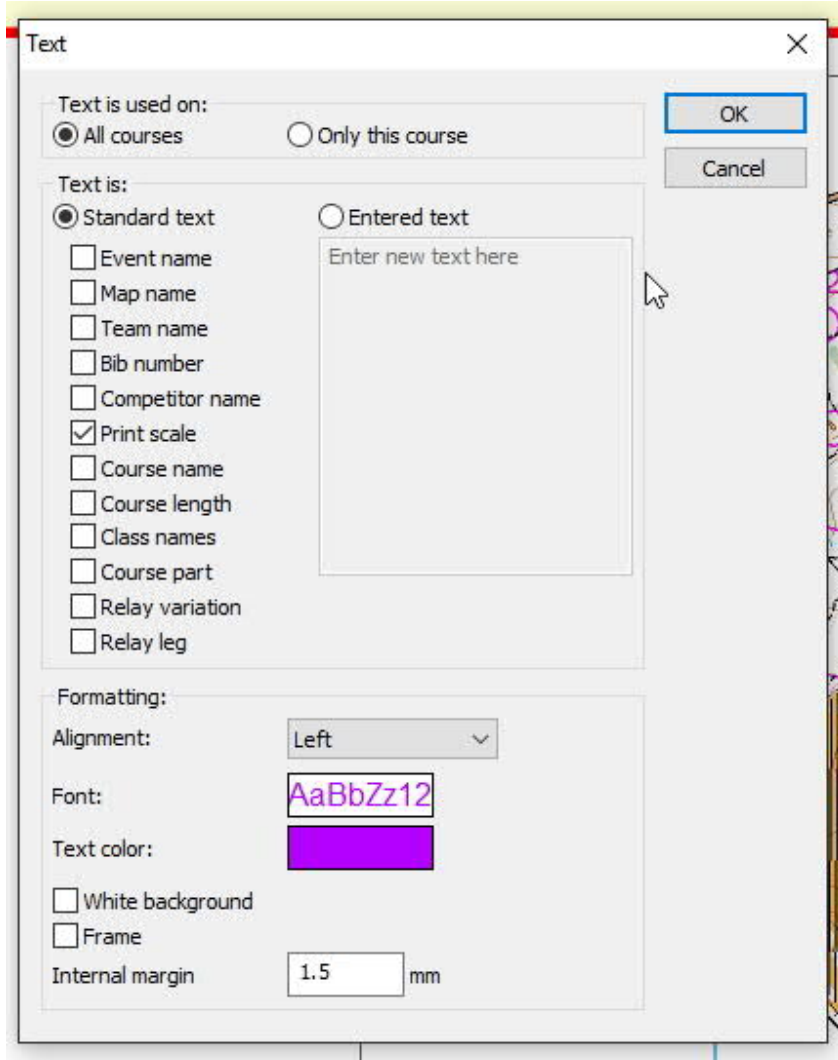 Text
Text is used on:
All courses Only this course
OK
Cancel
Text is:
Standard text Entered text
Event name
Enter new text here
Map name
Team name
Bib number
Competitor name
Print scale
Course name
Course length
Class names
Course part
Relay variation
Relay leg
Formatting:
Alignment: Left
Font: AaBbZz12
Text color:
White background
Frame
Internal margin 1.5 mm